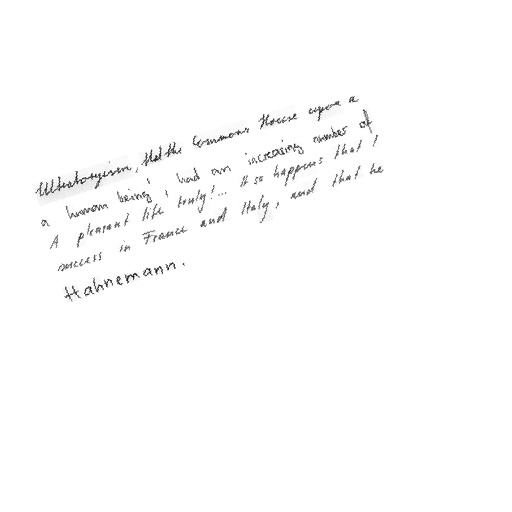 , that the Commons House upon a
a human being, had an increasing number of
A pleasant life truly!... It so happens that,
success in France and Italy, and that he
Hahnemann.